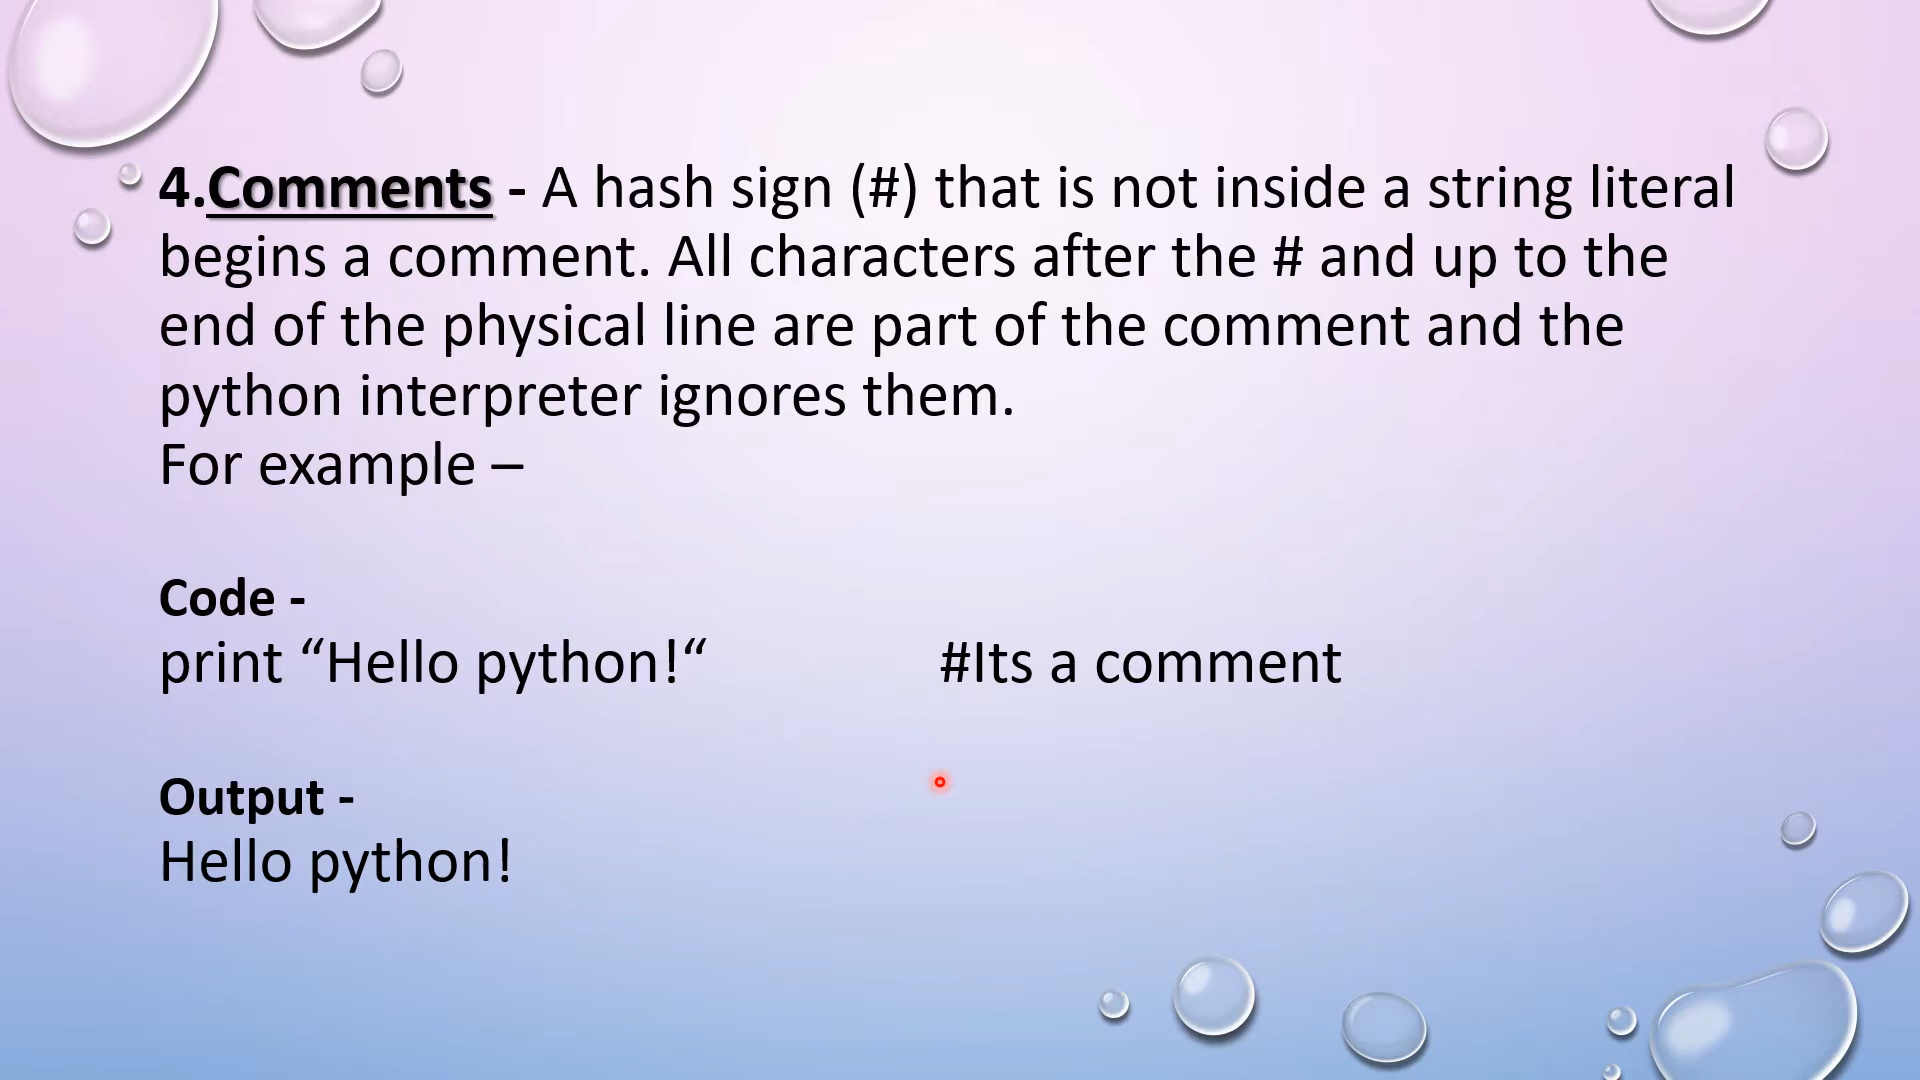 4.Comments - A hash sign (#) that is not inside a string literal
begins a comment. All characters after the # and up to the
end of the physical line are part of the comment and the
python interpreter ignores them.
For example –
Code -
print “Hello python!“ #Its a comment
Output -
Hello python!